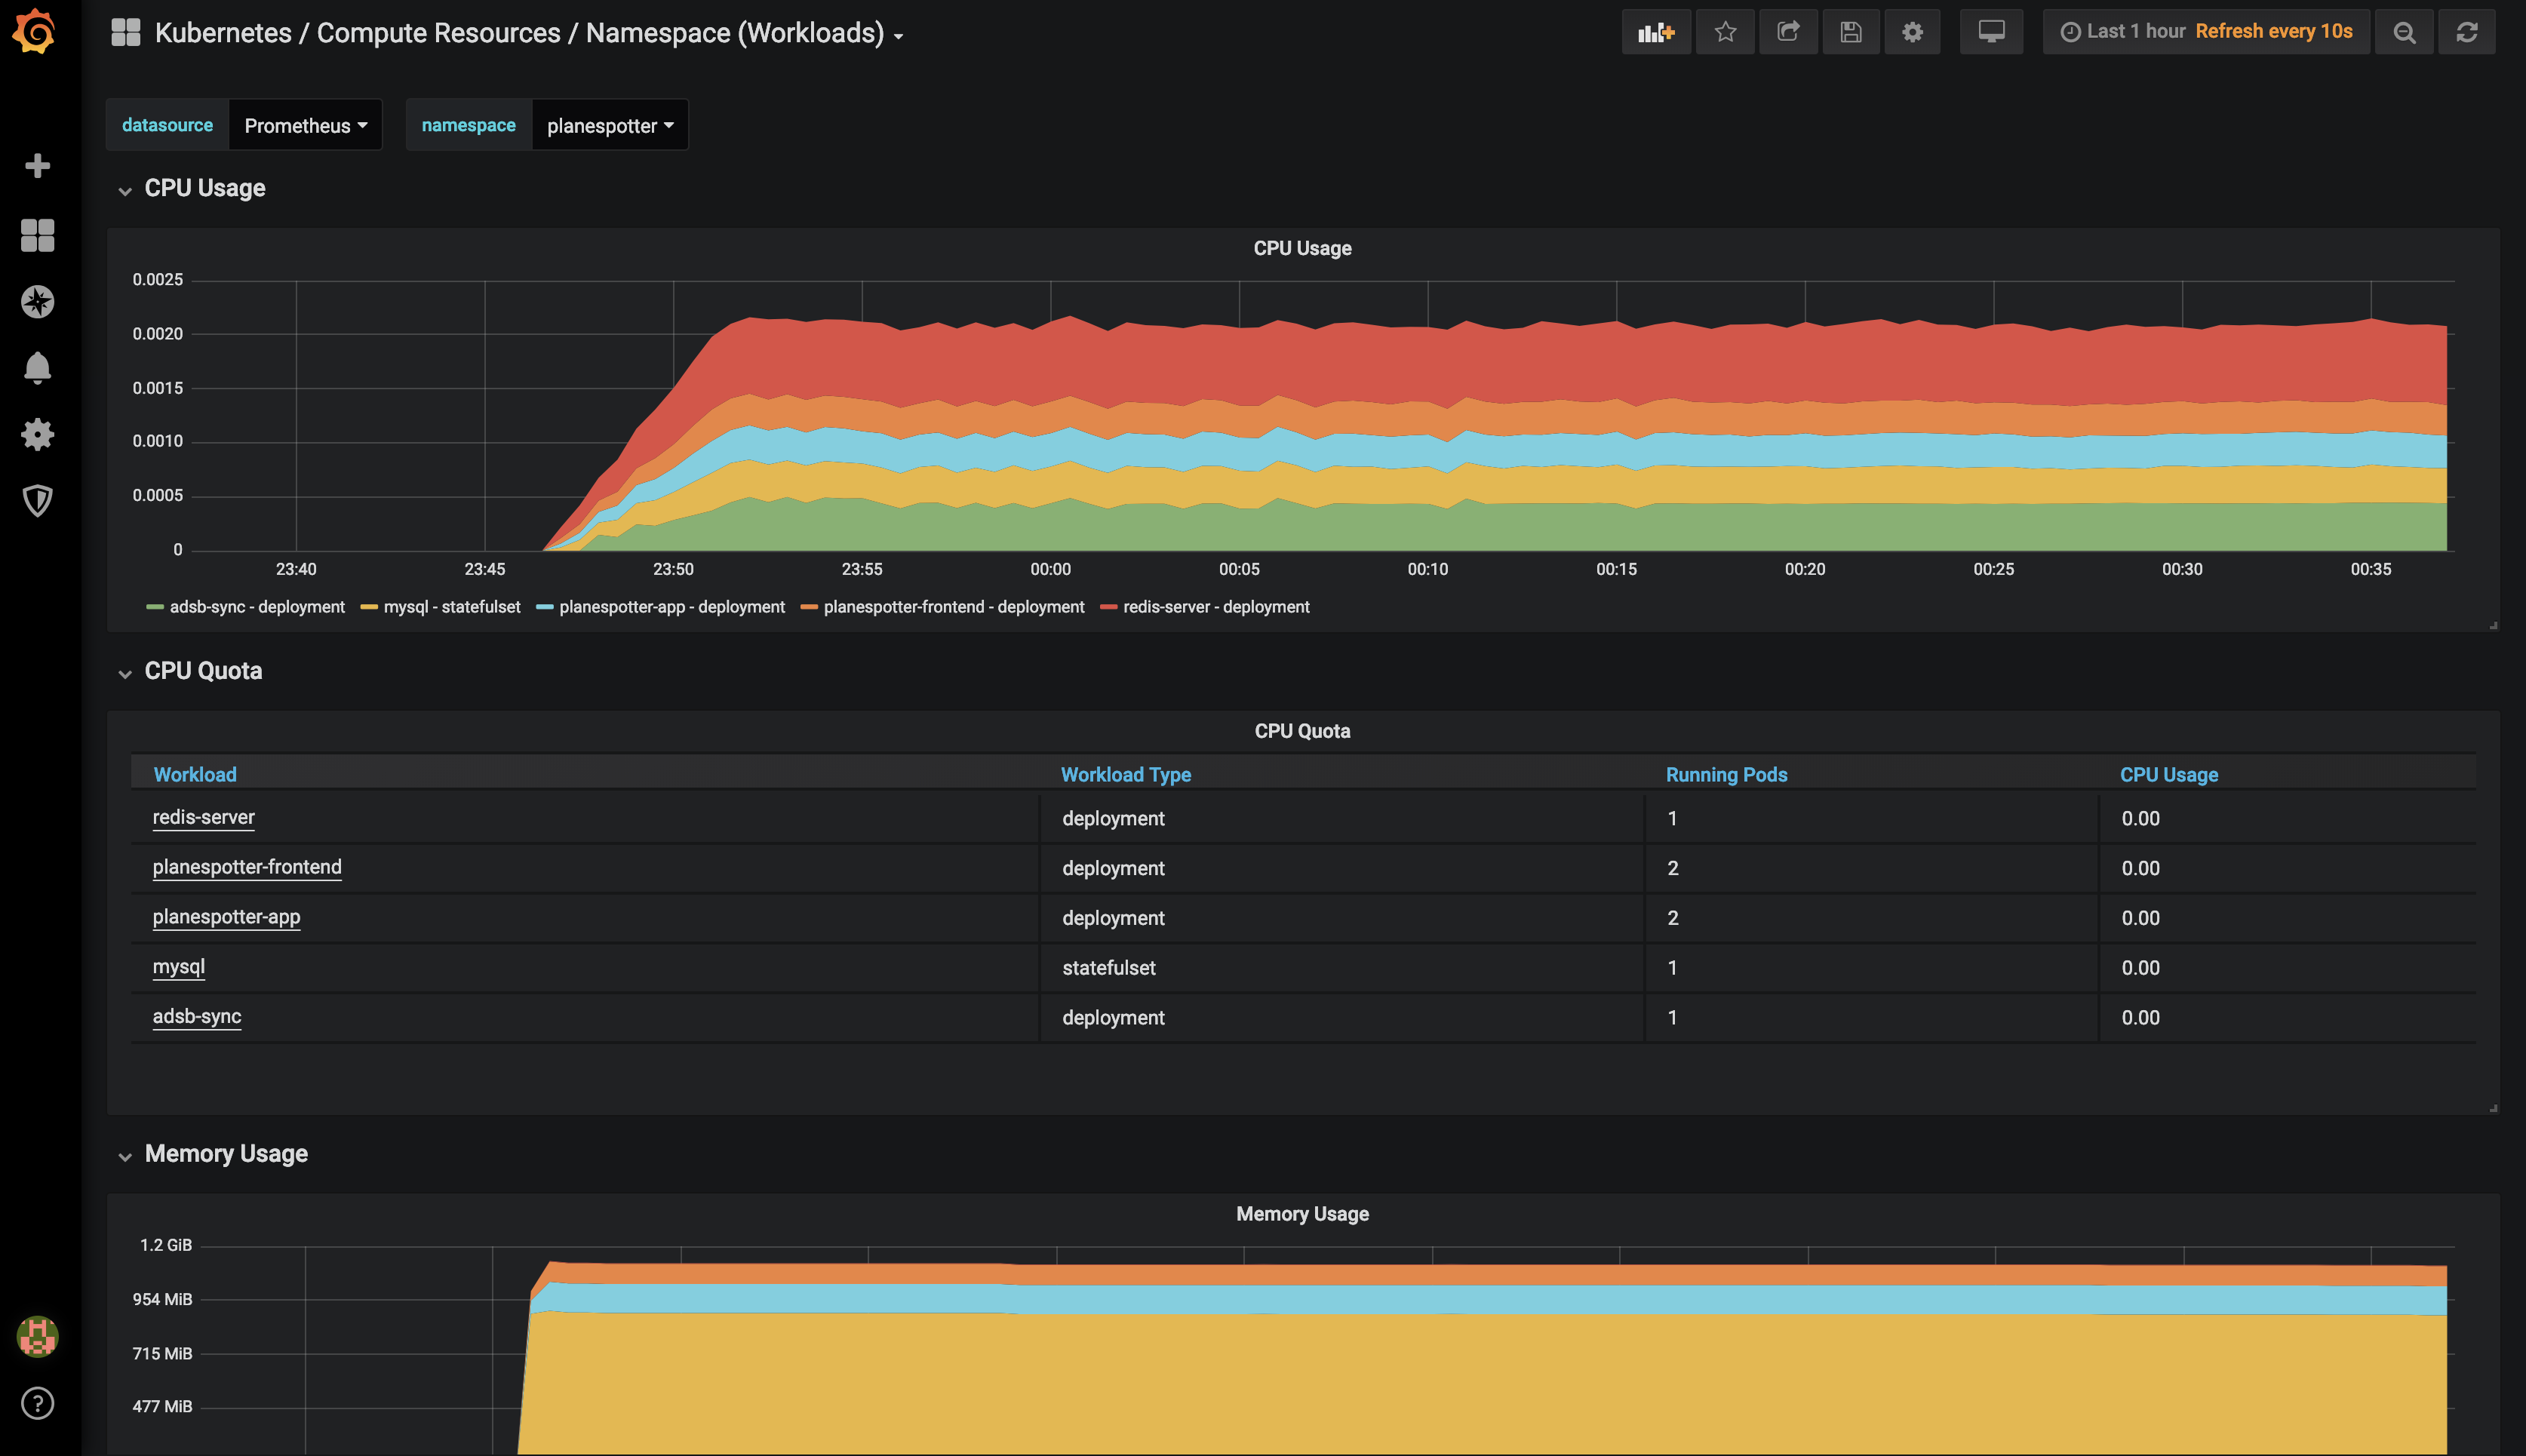 Kubernetes / Compute Resources / Namespace (Workloads)
Last 1 hour Refresh every 10s
datasource Prometheus namespace planespotter
CPU Usage
CPU Usage
0.0025
0.0020
0.0015
0.0010
0.0005
0
23:40 23:45 23:50 23:55 00:00 00:05 00:10 00:15 00:20 00:25 00:30 00:35
adsb-sync - deployment mysql - statefulset planespotter-app - deployment planespotter-frontend - deployment redis-server - deployment
CPU Quota
CPU Quota
Workload Workload Type Running Pods CPU Usage
redis-server deployment 1 0.00
planespotter-frontend deployment 2 0.00
planespotter-app deployment 2 0.00
mysql statefulset 1 0.00
adsb-sync deployment 1 0.00
Memory Usage
Memory Usage
1.2 GiB
954 MiB
715 MiB
477 MiB